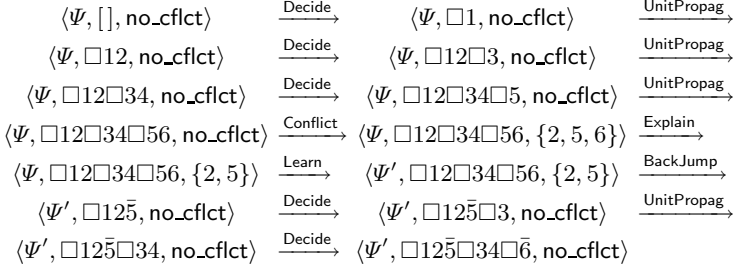 ⟨Ψ, [ ], no_cflct⟩ —Decide→ ⟨Ψ, □1, no_cflct⟩ —UnitPropag→
⟨Ψ, □12, no_cflct⟩ —Decide→ ⟨Ψ, □12□3, no_cflct⟩ —UnitPropag→
⟨Ψ, □12□34, no_cflct⟩ —Decide→ ⟨Ψ, □12□34□5, no_cflct⟩ —UnitPropag→
⟨Ψ, □12□34□56, no_cflct⟩ —Conflict→ ⟨Ψ, □12□34□56, {2, 5, 6}⟩ —Explain→
⟨Ψ, □12□34□56, {2, 5}⟩ —Learn→ ⟨Ψ′, □12□34□56, {2, 5}⟩ —BackJump→
⟨Ψ′, □125̄, no_cflct⟩ —Decide→ ⟨Ψ′, □125̄□3, no_cflct⟩ —UnitPropag→
⟨Ψ′, □125̄□34, no_cflct⟩ —Decide→ ⟨Ψ′, □125̄□34□6̄, no_cflct⟩